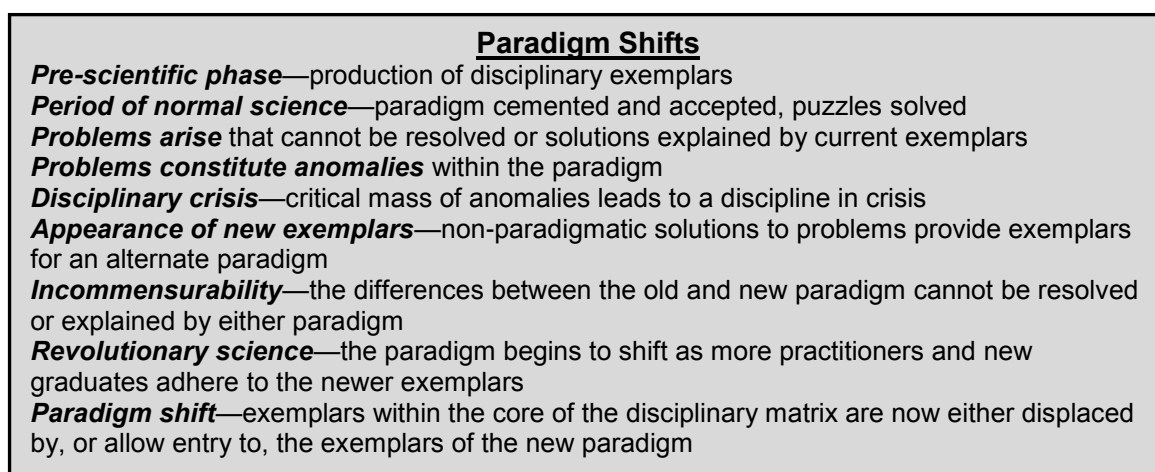 Paradigm Shifts
Pre-scientific phase—production of disciplinary exemplars
Period of normal science—paradigm cemented and accepted, puzzles solved
Problems arise that cannot be resolved or solutions explained by current exemplars
Problems constitute anomalies within the paradigm
Disciplinary crisis—critical mass of anomalies leads to a discipline in crisis
Appearance of new exemplars—non-paradigmatic solutions to problems provide exemplars
for an alternate paradigm
Incommensurability—the differences between the old and new paradigm cannot be resolved
or explained by either paradigm
Revolutionary science—the paradigm begins to shift as more practitioners and new
graduates adhere to the newer exemplars
Paradigm shift—exemplars within the core of the disciplinary matrix are now either displaced
by, or allow entry to, the exemplars of the new paradigm